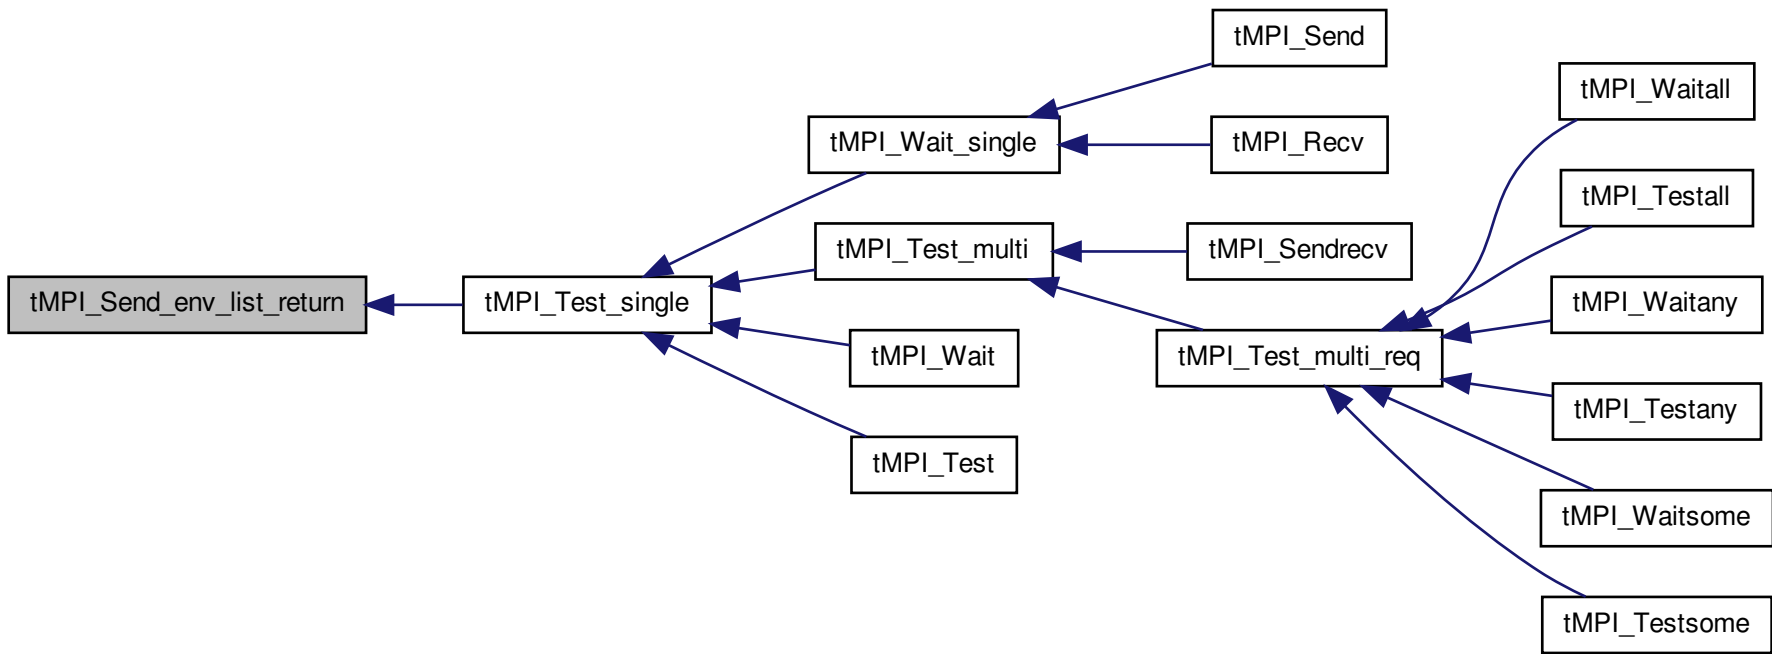 tMPI_Send
tMPI_Waitall
tMPI_Wait_single
tMPI_Recv
tMPI_Testall
tMPI_Test_multi
tMPI_Sendrecv
tMPI_Send_env_list_return
tMPI_Test_single
tMPI_Waitany
tMPI_Wait
tMPI_Test_multi_req
tMPI_Testany
tMPI_Test
tMPI_Waitsome
tMPI_Testsome